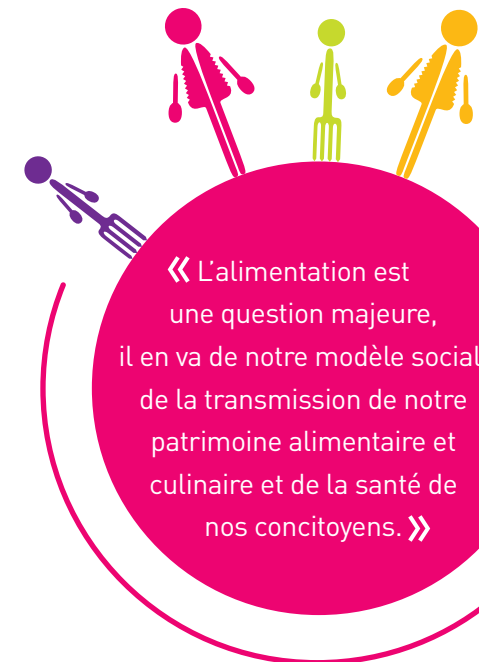 « L'alimentation est
une question majeure,
il en va de notre modèle social
de la transmission de notre
patrimoine alimentaire et
culinaire et de la santé de
nos concitoyens. »